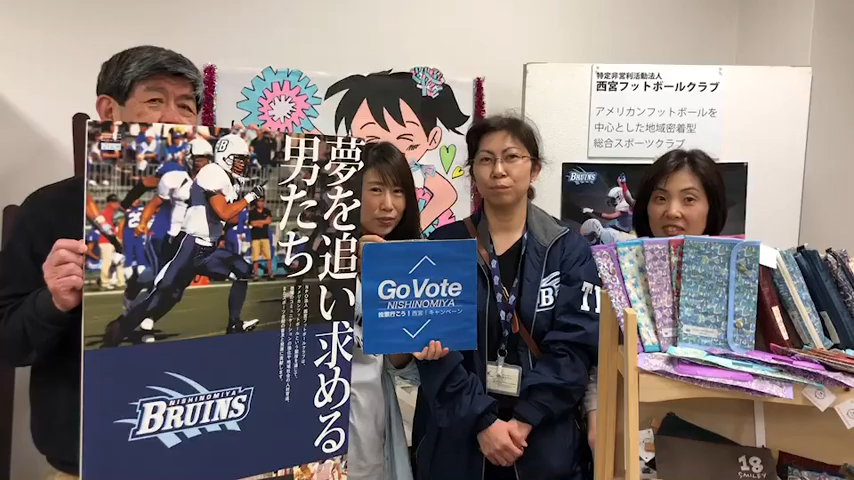 特定非営利活動法人
西宮フットボールクラブ
アメリカンフットボールを
中心とした地域密着型
総合スポーツクラブ
BRUINS
夢を追い求める
男たち
NISHINOMIYA
BRUINS
Go Vote
NISHINOMIYA
投票行こう!西宮!キャンペーン
B
18
SMILEY